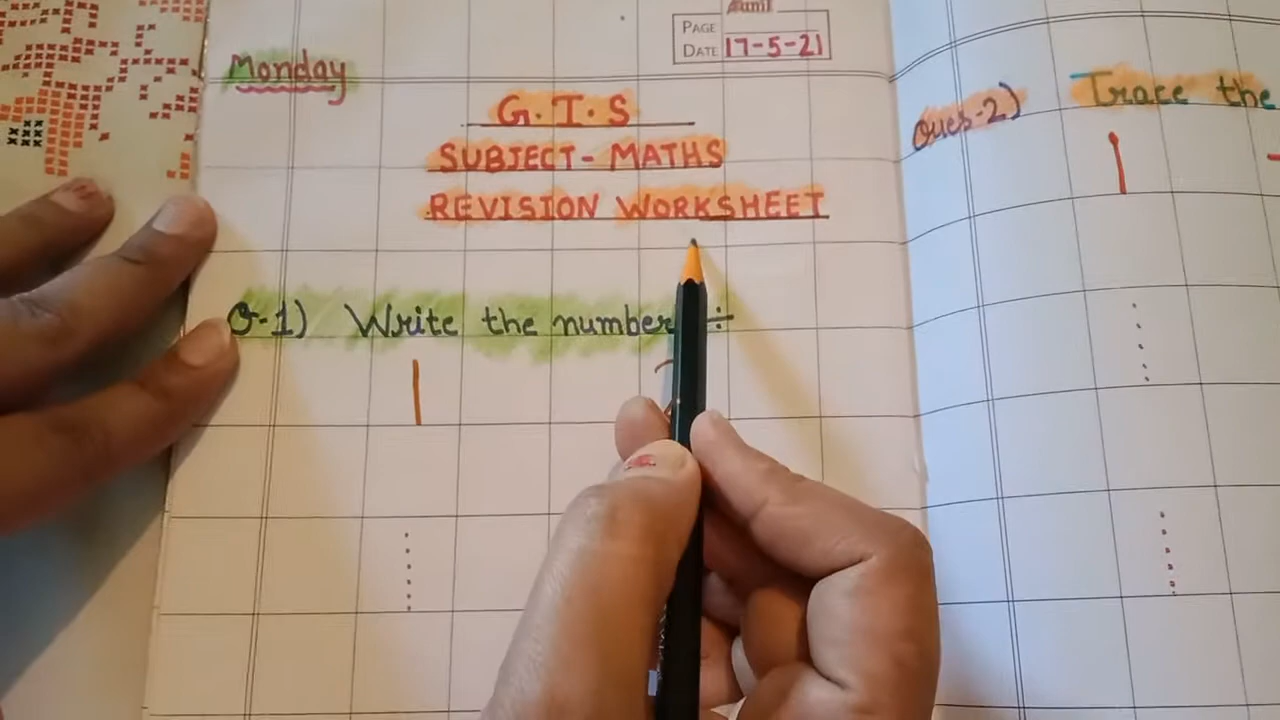 Sunil
PAGE
DATE 17-5-21
Monday
G.I.S
SUBJECT- MATHS
REVISION WORKSHEET
Q-1) Write the number ÷
1
Ques-2) Trace the
1